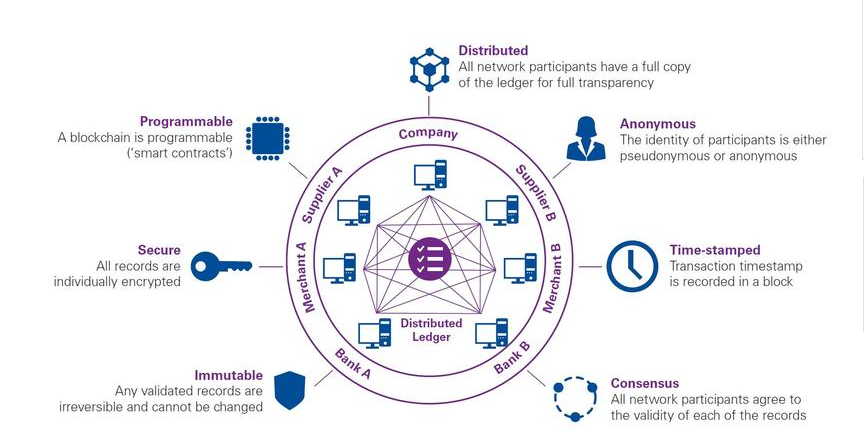 Distributed
All network participants have a full copy
of the ledger for full transparency
Programmable
A blockchain is programmable
('smart contracts')
Anonymous
The identity of participants is either
pseudonymous or anonymous
Company
Supplier A
Supplier B
Merchant A
Merchant B
Bank A
Bank B
Distributed
Ledger
Secure
All records are
individually encrypted
Time-stamped
Transaction timestamp
is recorded in a block
Immutable
Any validated records are
irreversible and cannot be changed
Consensus
All network participants agree to
the validity of each of the records